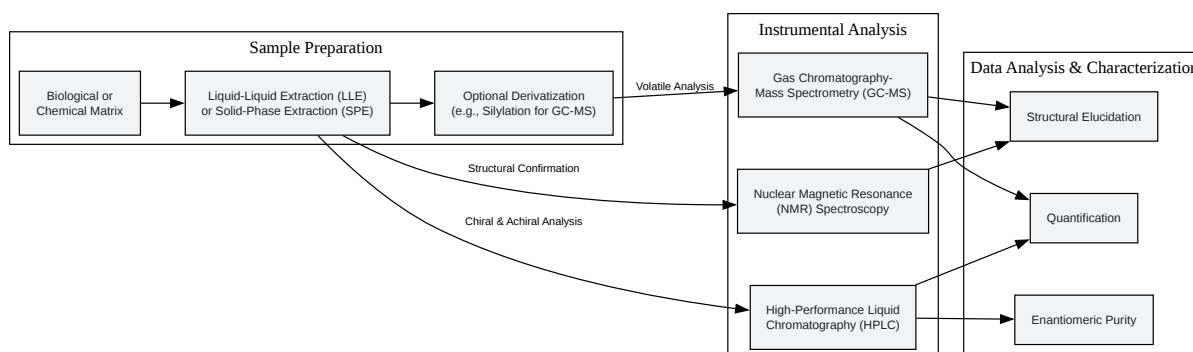 Sample Preparation
Biological or
Chemical Matrix
Liquid-Liquid Extraction (LLE)
or Solid-Phase Extraction (SPE)
Optional Derivatization
(e.g., Silylation for GC-MS)
Volatile Analysis
Structural Confirmation
Chiral & Achiral Analysis
Instrumental Analysis
Gas Chromatography-
Mass Spectrometry (GC-MS)
Nuclear Magnetic Resonance
(NMR) Spectroscopy
High-Performance Liquid
Chromatography (HPLC)
Data Analysis & Characterization
Structural Elucidation
Quantification
Enantiomeric Purity